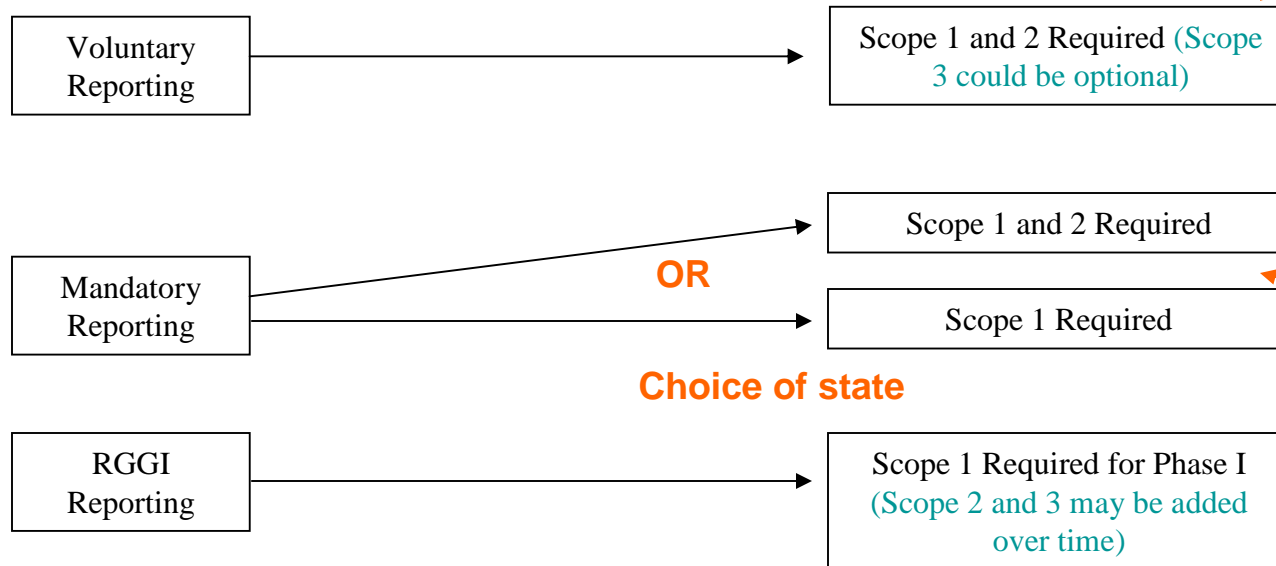 Voluntary
Reporting
Scope 1 and 2 Required (Scope
3 could be optional)
Mandatory
Reporting
OR
Scope 1 and 2 Required
Scope 1 Required
Choice of state
RGGI
Reporting
Scope 1 Required for Phase I
(Scope 2 and 3 may be added
over time)